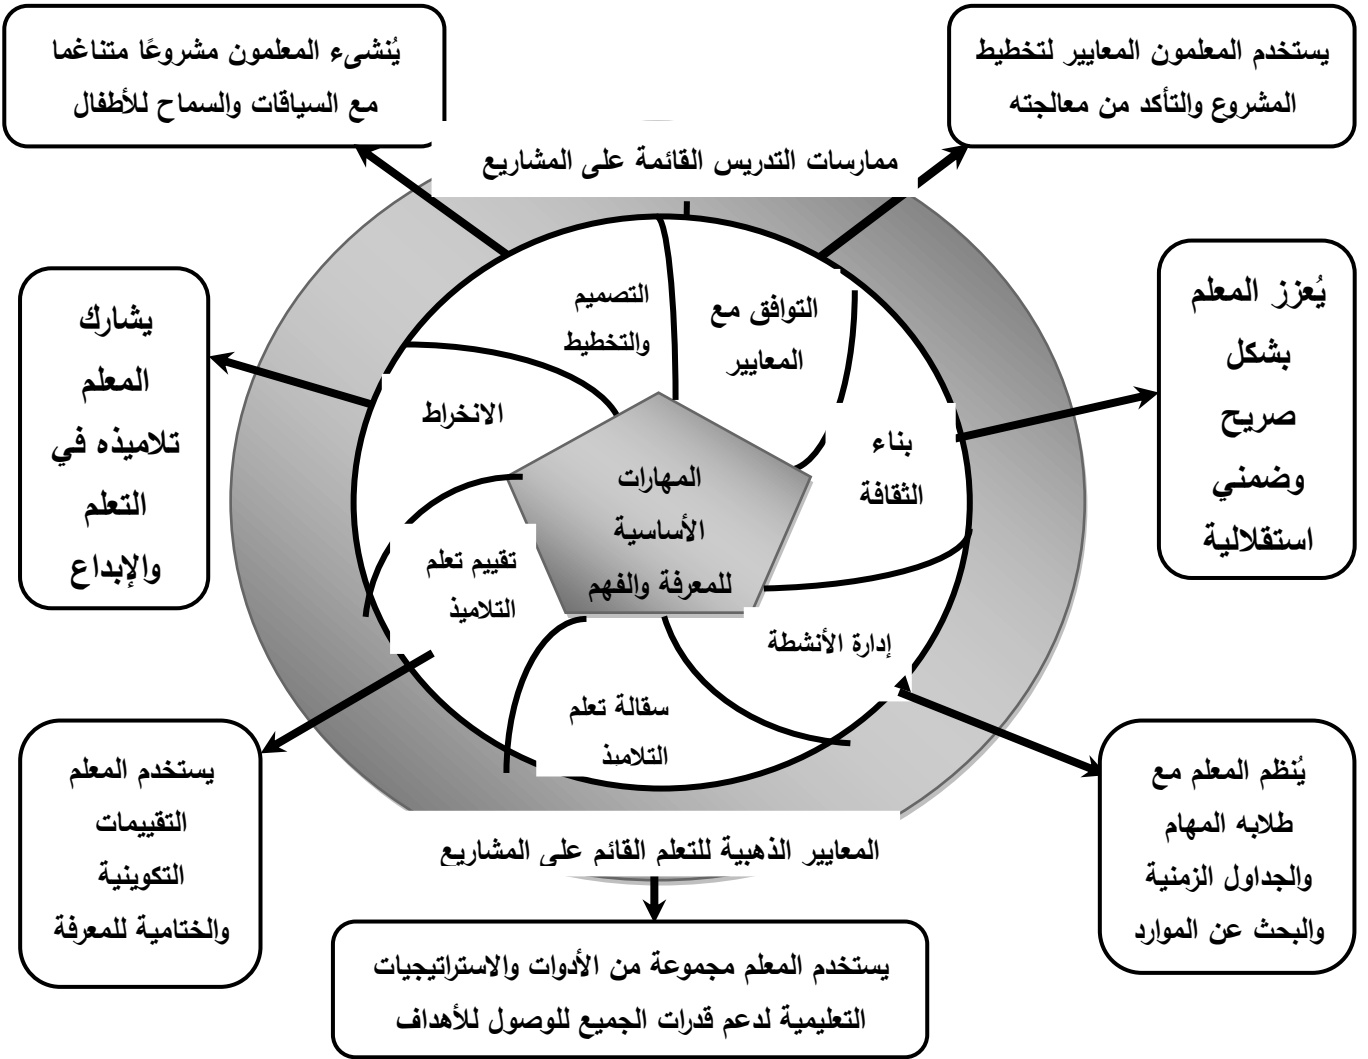 يُنشىء المعلمون مشروعًا متناغما
مع السياقات والسماح للأطفال
يستخدم المعلمون المعايير لتخطيط
المشروع والتأكد من معالجته
ممارسات التدريس القائمة على المشاريع
يُعزز المعلم
بشكل
صريح
وضمني
استقلالية
يشارك
المعلم
تلاميذه في
التعلم
والإبداع
التصميم
والتخطيط
التوافق مع
المعايير
الانخراط
بناء
الثقافة
المهارات
الأساسية
للمعرفة والفهم
تقييم تعلم
التلاميذ
إدارة الأنشطة
سقالة تعلم
التلاميذ
يُنظم المعلم مع
طلابه المهام
والجداول الزمنية
والبحث عن الموارد
يستخدم المعلم
التقييمات
التكوينية
والختامية للمعرفة
المعايير الذهبية للتعلم القائم على المشاريع
يستخدم المعلم مجموعة من الأدوات والاستراتيجيات
التعليمية لدعم قدرات الجميع للوصول للأهداف